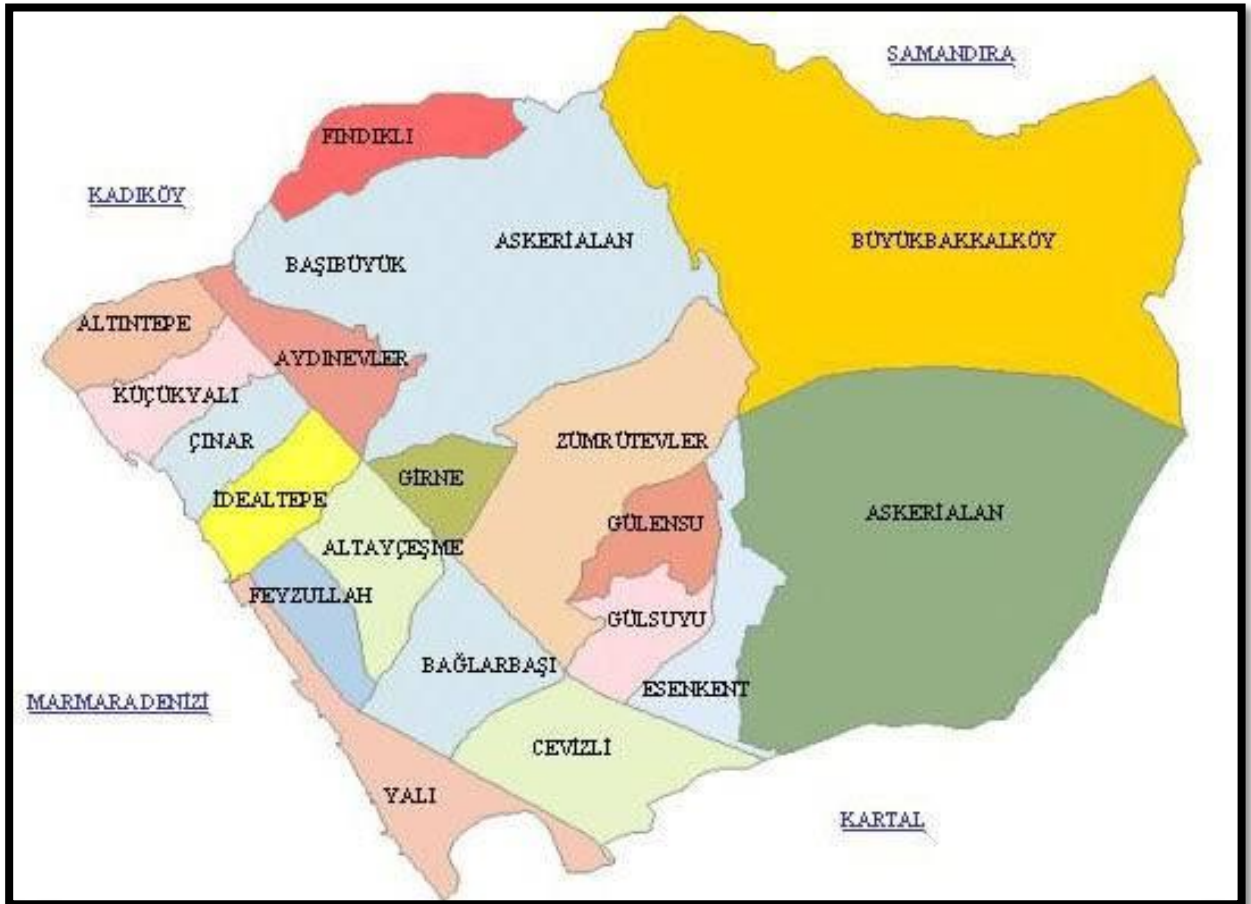 SAMANDIRA
FINDIKLI
KADIKÖY
ASKERİ ALAN
BÜYÜKBAKKALKÖY
BAŞIBÜYÜK
ALTINTEPE
AYDINEVLER
KÜÇÜKYALI
ÇINAR
ZÜMRÜTEVLER
GİRNE
İDEALTEPE
ASKERİ ALAN
GÜLENSU
ALTAYÇEŞME
FEYZULLAH
GÜLSUYU
BAĞLARBAŞI
ESENKENT
MARMARA DENİZİ
CEVİZLİ
YALI
KARTAL